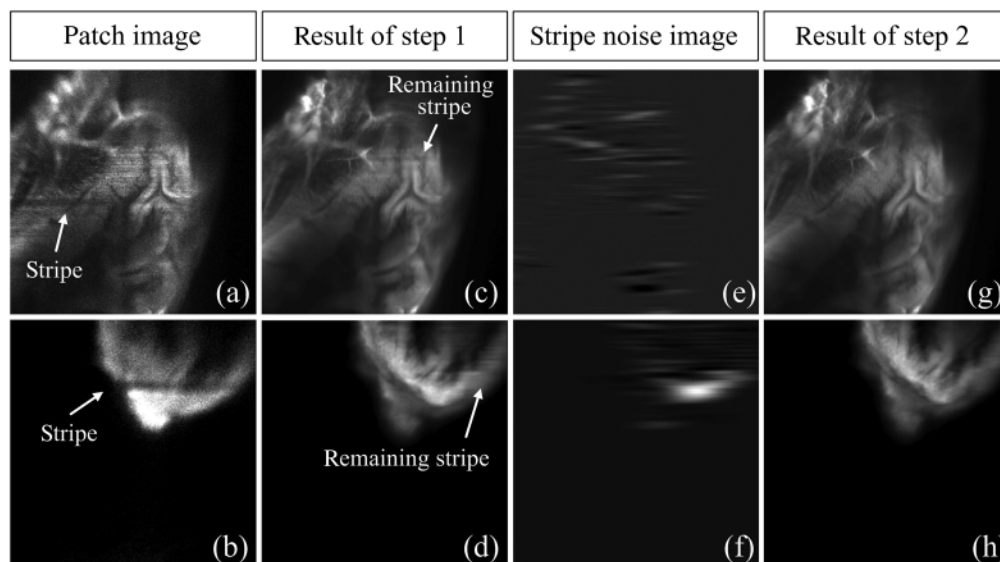 Patch image
Result of step 1
Stripe noise image
Result of step 2
Remaining
stripe
Stripe
(a)
(c)
(e)
(g)
Stripe
Remaining stripe
(b)
(d)
(f)
(h)